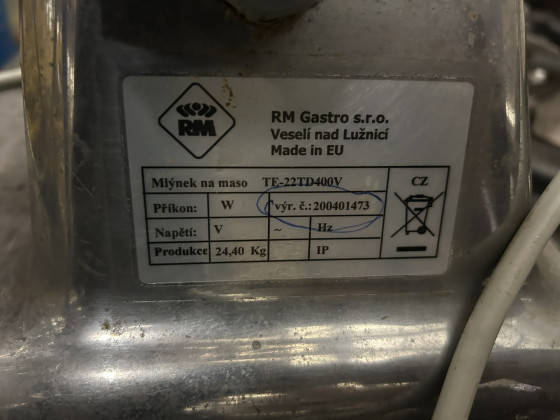 RM
RM Gastro s.r.o.
Veselí nad Lužnicí
Made in EU
Mlýnek na maso TE-22TD400V
CZ
Příkon: W výr. č.:200401473
Napětí: V ~ Hz
Produkce 24,40 Kg IP